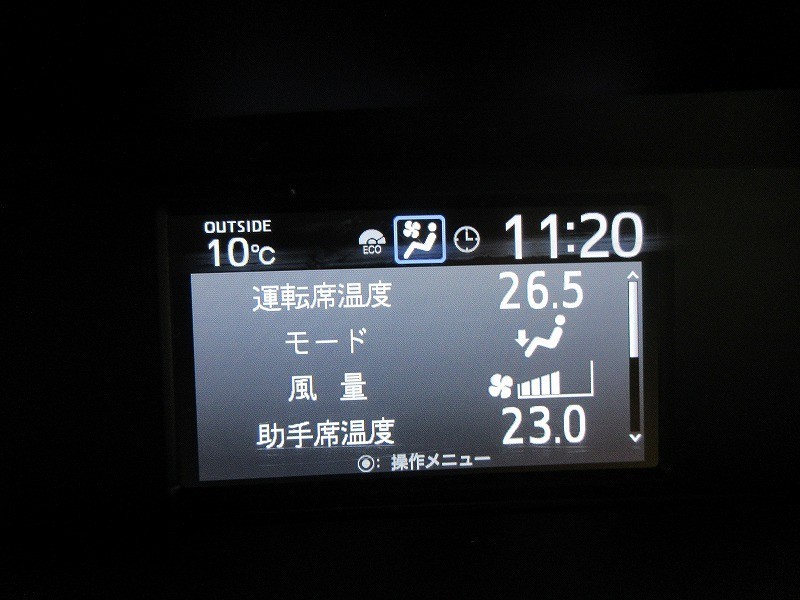 OUTSIDE
10℃ ECO 11:20
運転席温度 26.5
モード
風量
助手席温度 23.0
◉: 操作メニュー